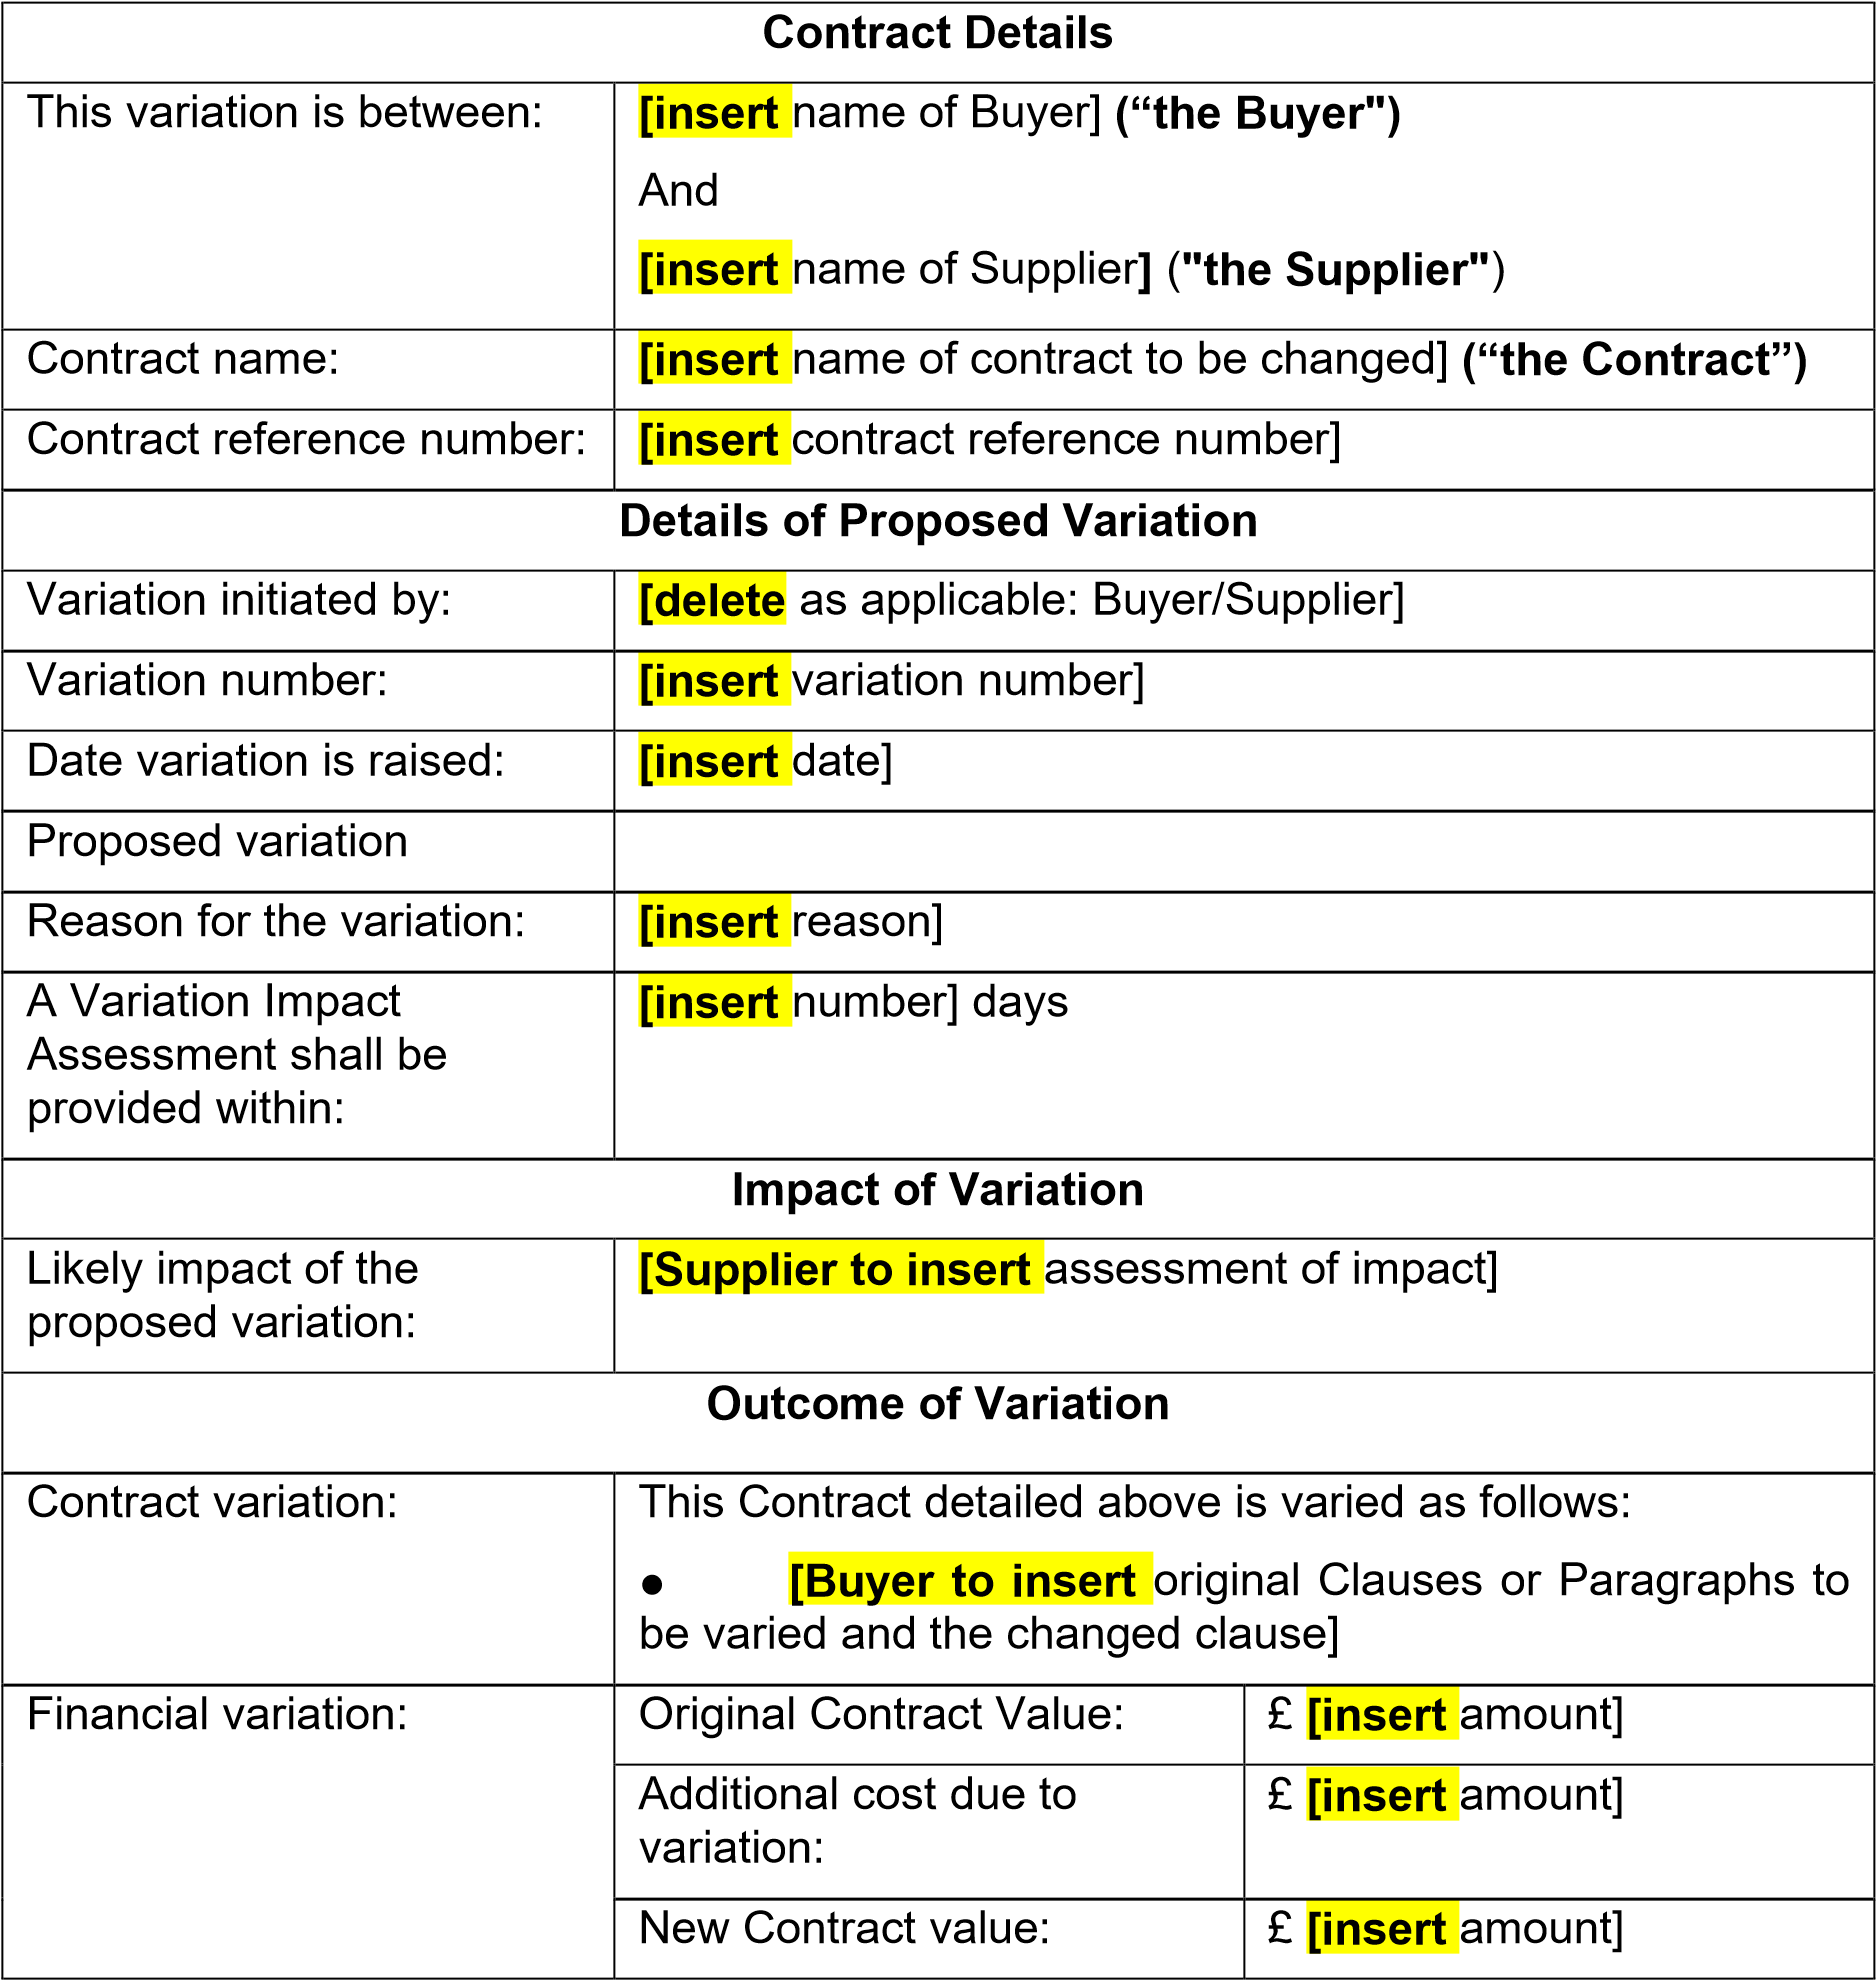 Contract Details
This variation is between:
[insert name of Buyer] (“the Buyer")
And
[insert name of Supplier] ("the Supplier")
Contract name:
[insert name of contract to be changed] (“the Contract”)
Contract reference number:
[insert contract reference number]
Details of Proposed Variation
Variation initiated by:
[delete as applicable: Buyer/Supplier]
Variation number:
[insert variation number]
Date variation is raised:
[insert date]
Proposed variation
Reason for the variation:
[insert reason]
A Variation Impact
Assessment shall be
provided within:
[insert number] days
Impact of Variation
Likely impact of the
proposed variation:
[Supplier to insert assessment of impact]
Outcome of Variation
Contract variation:
This Contract detailed above is varied as follows:
● [Buyer to insert original Clauses or Paragraphs to
be varied and the changed clause]
Financial variation:
Original Contract Value:
£ [insert amount]
Additional cost due to
variation:
£ [insert amount]
New Contract value:
£ [insert amount]